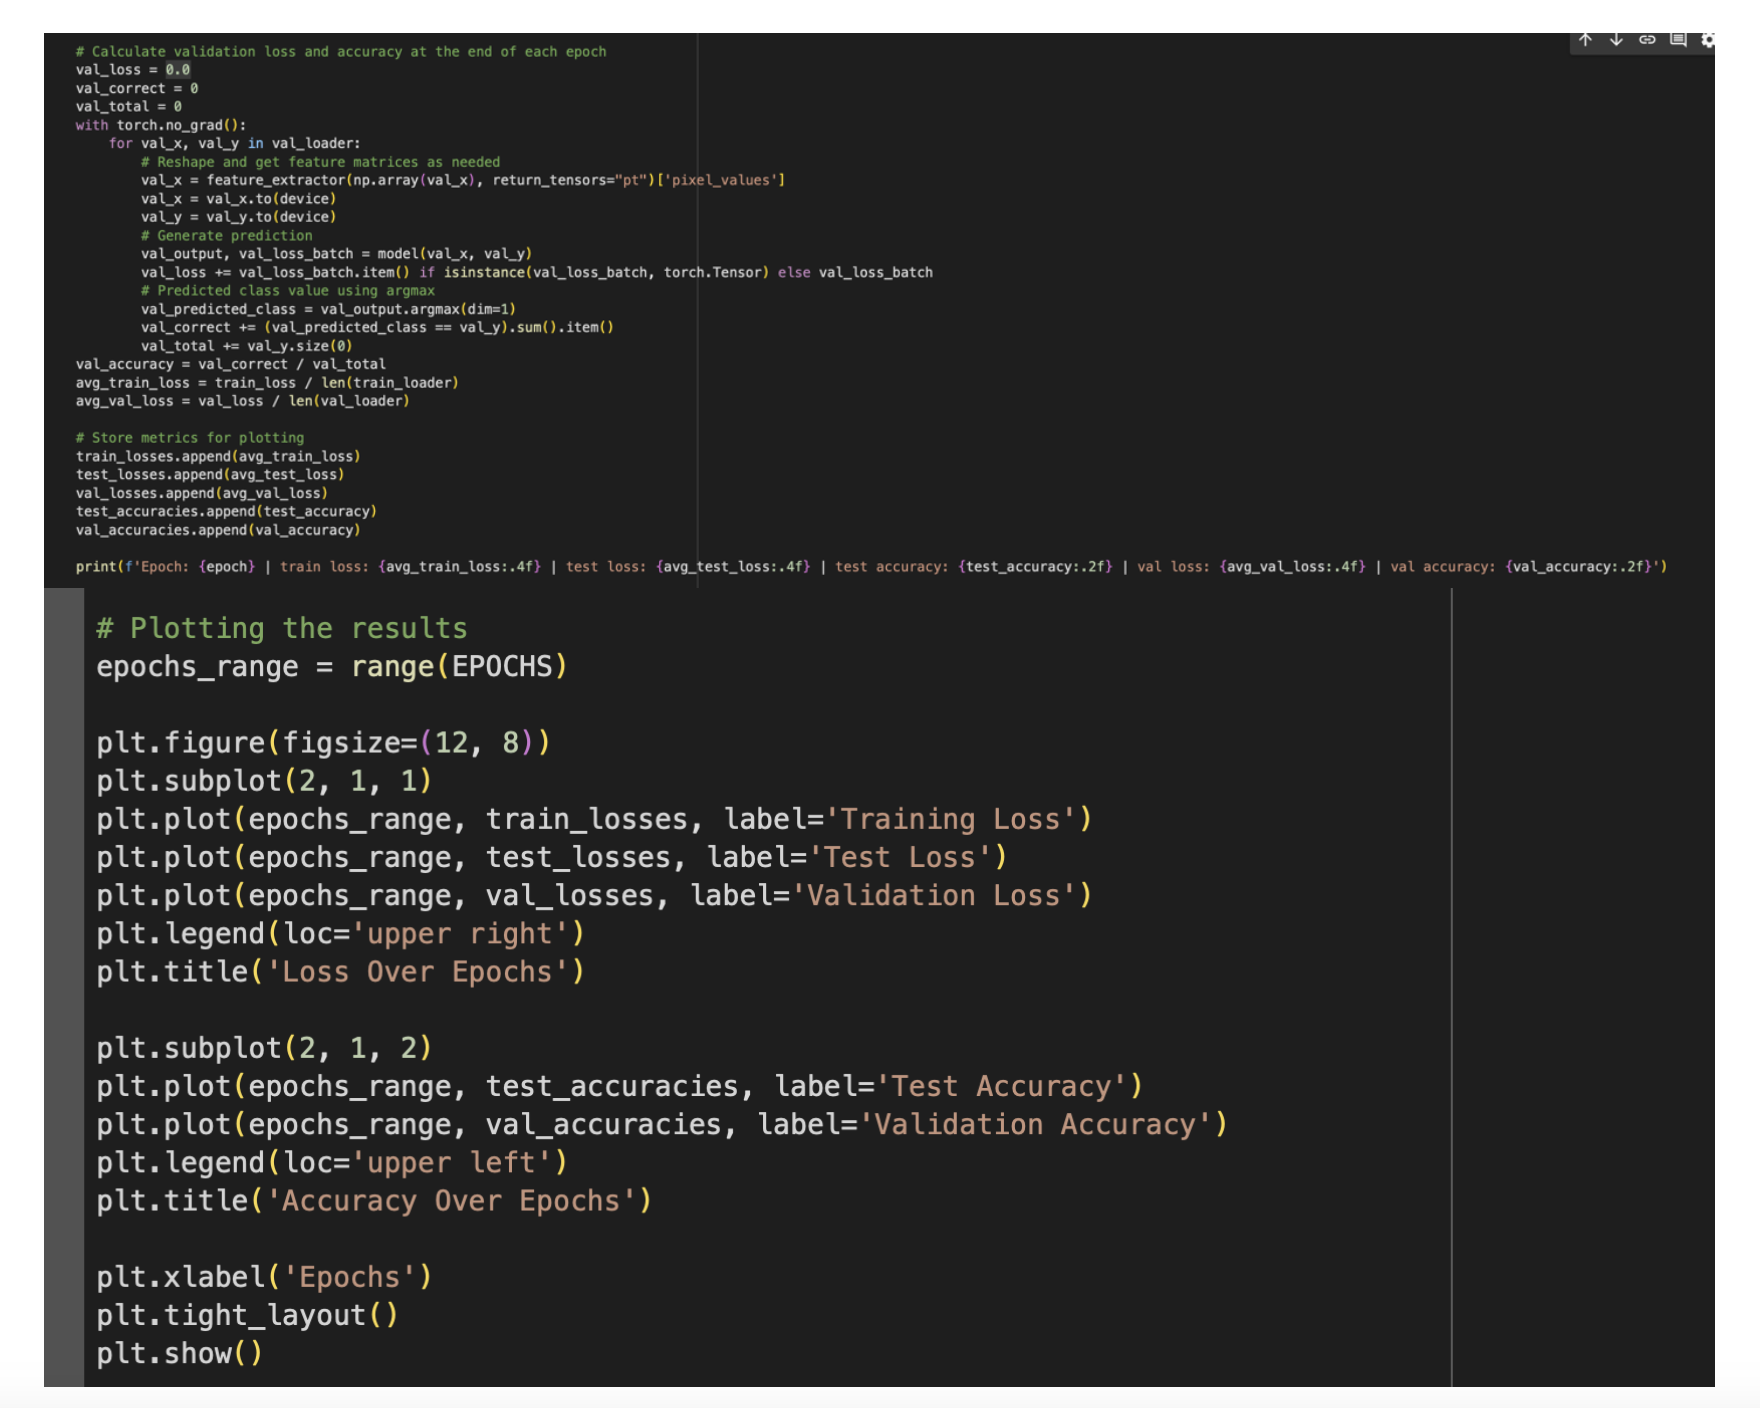 # Calculate validation loss and accuracy at the end of each epoch
val_loss = 0.0
val_correct = 0
val_total = 0
with torch.no_grad():
    for val_x, val_y in val_loader:
        # Reshape and get feature matrices as needed
        val_x = feature_extractor(np.array(val_x), return_tensors="pt")['pixel_values']
        val_x = val_x.to(device)
        val_y = val_y.to(device)
        # Generate prediction
        val_output, val_loss_batch = model(val_x, val_y)
        val_loss += val_loss_batch.item() if isinstance(val_loss_batch, torch.Tensor) else val_loss_batch
        # Predicted class value using argmax
        val_predicted_class = val_output.argmax(dim=1)
        val_correct += (val_predicted_class == val_y).sum().item()
        val_total += val_y.size(0)
val_accuracy = val_correct / val_total
avg_train_loss = train_loss / len(train_loader)
avg_val_loss = val_loss / len(val_loader)

# Store metrics for plotting
train_losses.append(avg_train_loss)
test_losses.append(avg_test_loss)
val_losses.append(avg_val_loss)
test_accuracies.append(test_accuracy)
val_accuracies.append(val_accuracy)

print(f'Epoch: {epoch} | train loss: {avg_train_loss:.4f} | test loss: {avg_test_loss:.4f} | test accuracy: {test_accuracy:.2f} | val loss: {avg_val_loss:.4f} | val accuracy: {val_accuracy:.2f}')
# Plotting the results
epochs_range = range(EPOCHS)

plt.figure(figsize=(12, 8))
plt.subplot(2, 1, 1)
plt.plot(epochs_range, train_losses, label='Training Loss')
plt.plot(epochs_range, test_losses, label='Test Loss')
plt.plot(epochs_range, val_losses, label='Validation Loss')
plt.legend(loc='upper right')
plt.title('Loss Over Epochs')

plt.subplot(2, 1, 2)
plt.plot(epochs_range, test_accuracies, label='Test Accuracy')
plt.plot(epochs_range, val_accuracies, label='Validation Accuracy')
plt.legend(loc='upper left')
plt.title('Accuracy Over Epochs')

plt.xlabel('Epochs')
plt.tight_layout()
plt.show()